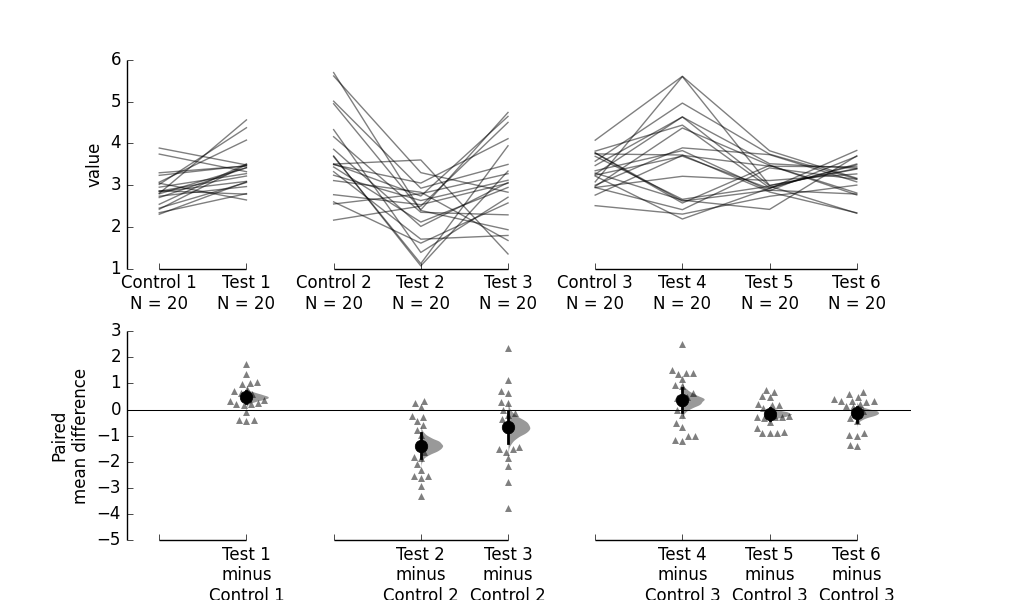 6
5
4
3
2
1
value
Control 1 Test 1 Control 2 Test 2 Test 3 Control 3 Test 4 Test 5 Test 6
N = 20 N = 20 N = 20 N = 20 N = 20 N = 20 N = 20 N = 20 N = 20
3
2
1
0
−1
−2
−3
−4
−5
Paired
mean difference
Test 1 Test 2 Test 3 Test 4 Test 5 Test 6
minus minus minus minus minus minus
Control 1 Control 2 Control 2 Control 3 Control 3 Control 3